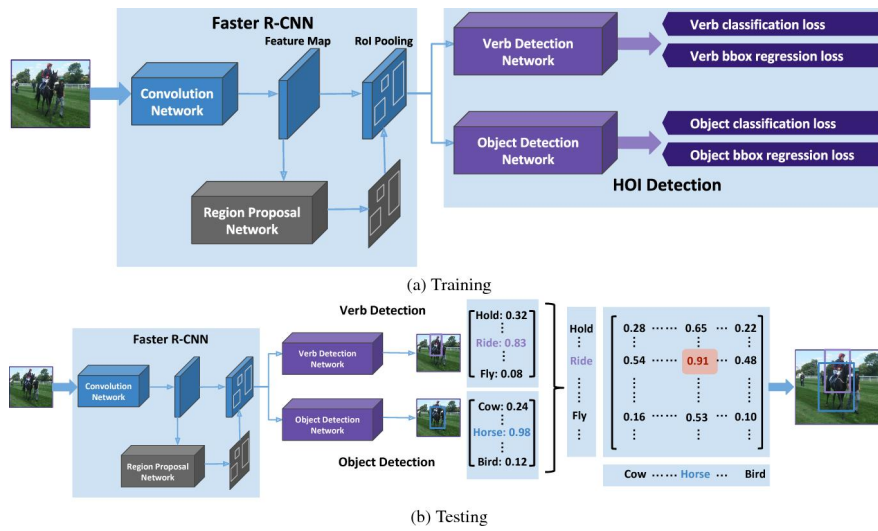 Faster R-CNN
Feature Map
RoI Pooling
Convolution
Network
Region Proposal
Network
Verb Detection
Network
Object Detection
Network
Verb classification loss
Verb bbox regression loss
Object classification loss
Object bbox regression loss
HOI Detection
(a) Training
Faster R-CNN
Convolution
Network
Region Proposal
Network
Verb Detection
Verb Detection
Network
Object Detection
Network
Object Detection
Hold: 0.32
⋮
Ride: 0.83
⋮
Fly: 0.08
Cow: 0.24
⋮
Horse: 0.98
⋮
Bird: 0.12
Hold
⋮
Ride
⋮
Fly
⋮
0.28 ⋯⋯ 0.65 ⋯ 0.22
⋮ ⋮ ⋮
0.54 ⋯⋯ 0.91 ⋯ 0.48
⋮ ⋮ ⋮
⋮ ⋮ ⋮
0.16 ⋯⋯ 0.53 ⋯ 0.10
⋮ ⋮ ⋮
Cow ⋯⋯ Horse ⋯ Bird
(b) Testing